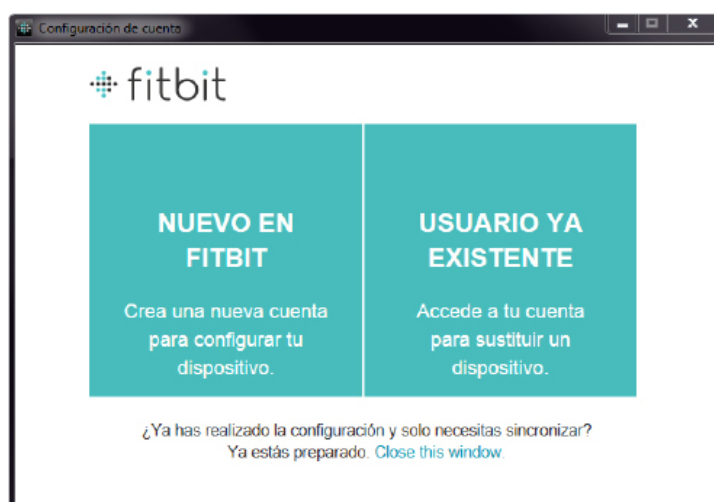 Configuración de cuenta
fitbit
NUEVO EN
FITBIT
Crea una nueva cuenta
para configurar tu
dispositivo.
USUARIO YA
EXISTENTE
Accede a tu cuenta
para sustituir un
dispositivo.
¿Ya has realizado la configuración y solo necesitas sincronizar?
Ya estás preparado. Close this window.